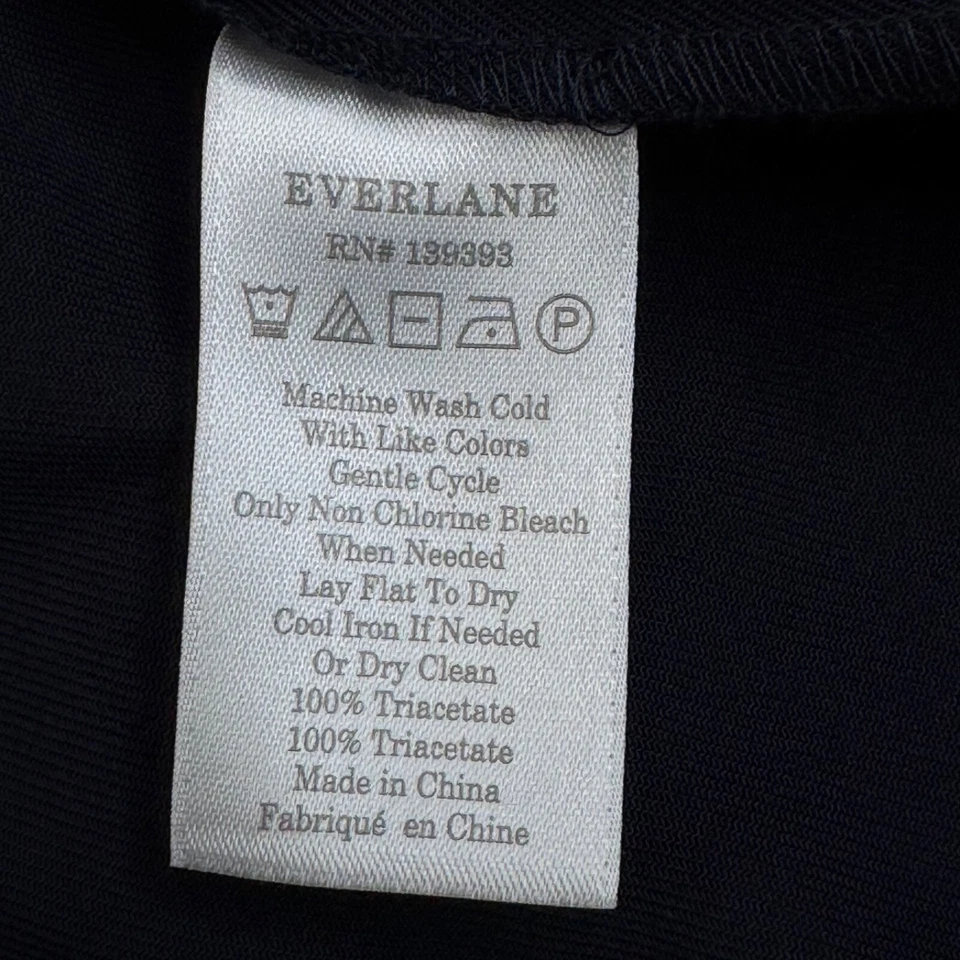 EVERLANE
RN# 139393
P
Machine Wash Cold
With Like Colors
Gentle Cycle
Only Non Chlorine Bleach
When Needed
Lay Flat To Dry
Cool Iron If Needed
Or Dry Clean
100% Triacetate
100% Triacetate
Made in China
Fabriqué en Chine